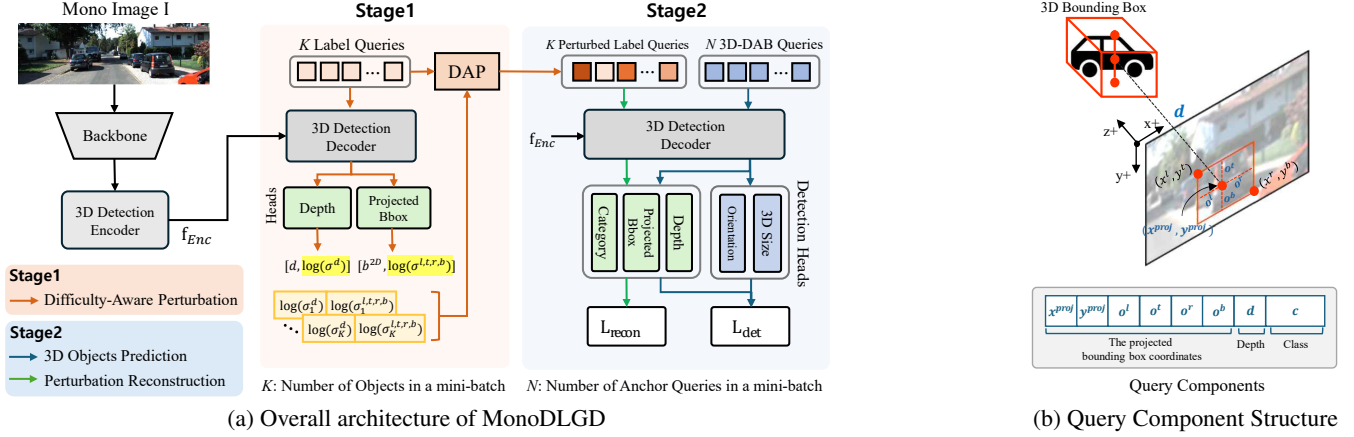 Mono Image I
Backbone
3D Detection
Encoder
f_Enc
Stage1
Difficulty-Aware Perturbation
Stage2
3D Objects Prediction
Perturbation Reconstruction
Stage1
K Label Queries
DAP
3D Detection
Decoder
Heads
Depth
Projected
Bbox
[d, log(σ^d)] [b^2D, log(σ^l,t,r,b)]
log(σ_1^d) log(σ_1^l,t,r,b)
log(σ_K^d) log(σ_K^l,t,r,b)
K: Number of Objects in a mini-batch
Stage2
K Perturbed Label Queries
N 3D-DAB Queries
f_Enc
3D Detection
Decoder
Category
Projected
Bbox
Depth
Orientation
3D Size
Detection Heads
L_recon
L_det
N: Number of Anchor Queries in a mini-batch
(a) Overall architecture of MonoDLGD
3D Bounding Box
d
z+
x+
y+
(x^l, y^t)
o^t
o^r
o^l
o^b
(x^r, y^b)
(x^proj, y^proj)
x^proj y^proj o^l o^t o^r o^b d c
The projected
bounding box coordinates
Depth
Class
Query Components
(b) Query Component Structure